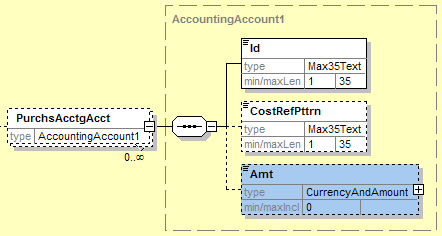 AccountingAccount1
Id
type Max35Text
min/maxLen 1 35
PurchsAcctgAcct
type AccountingAccount1
0..∞
CostRefPttrn
type Max35Text
min/maxLen 1 35
Amt
type CurrencyAndAmount
min/maxIncl 0